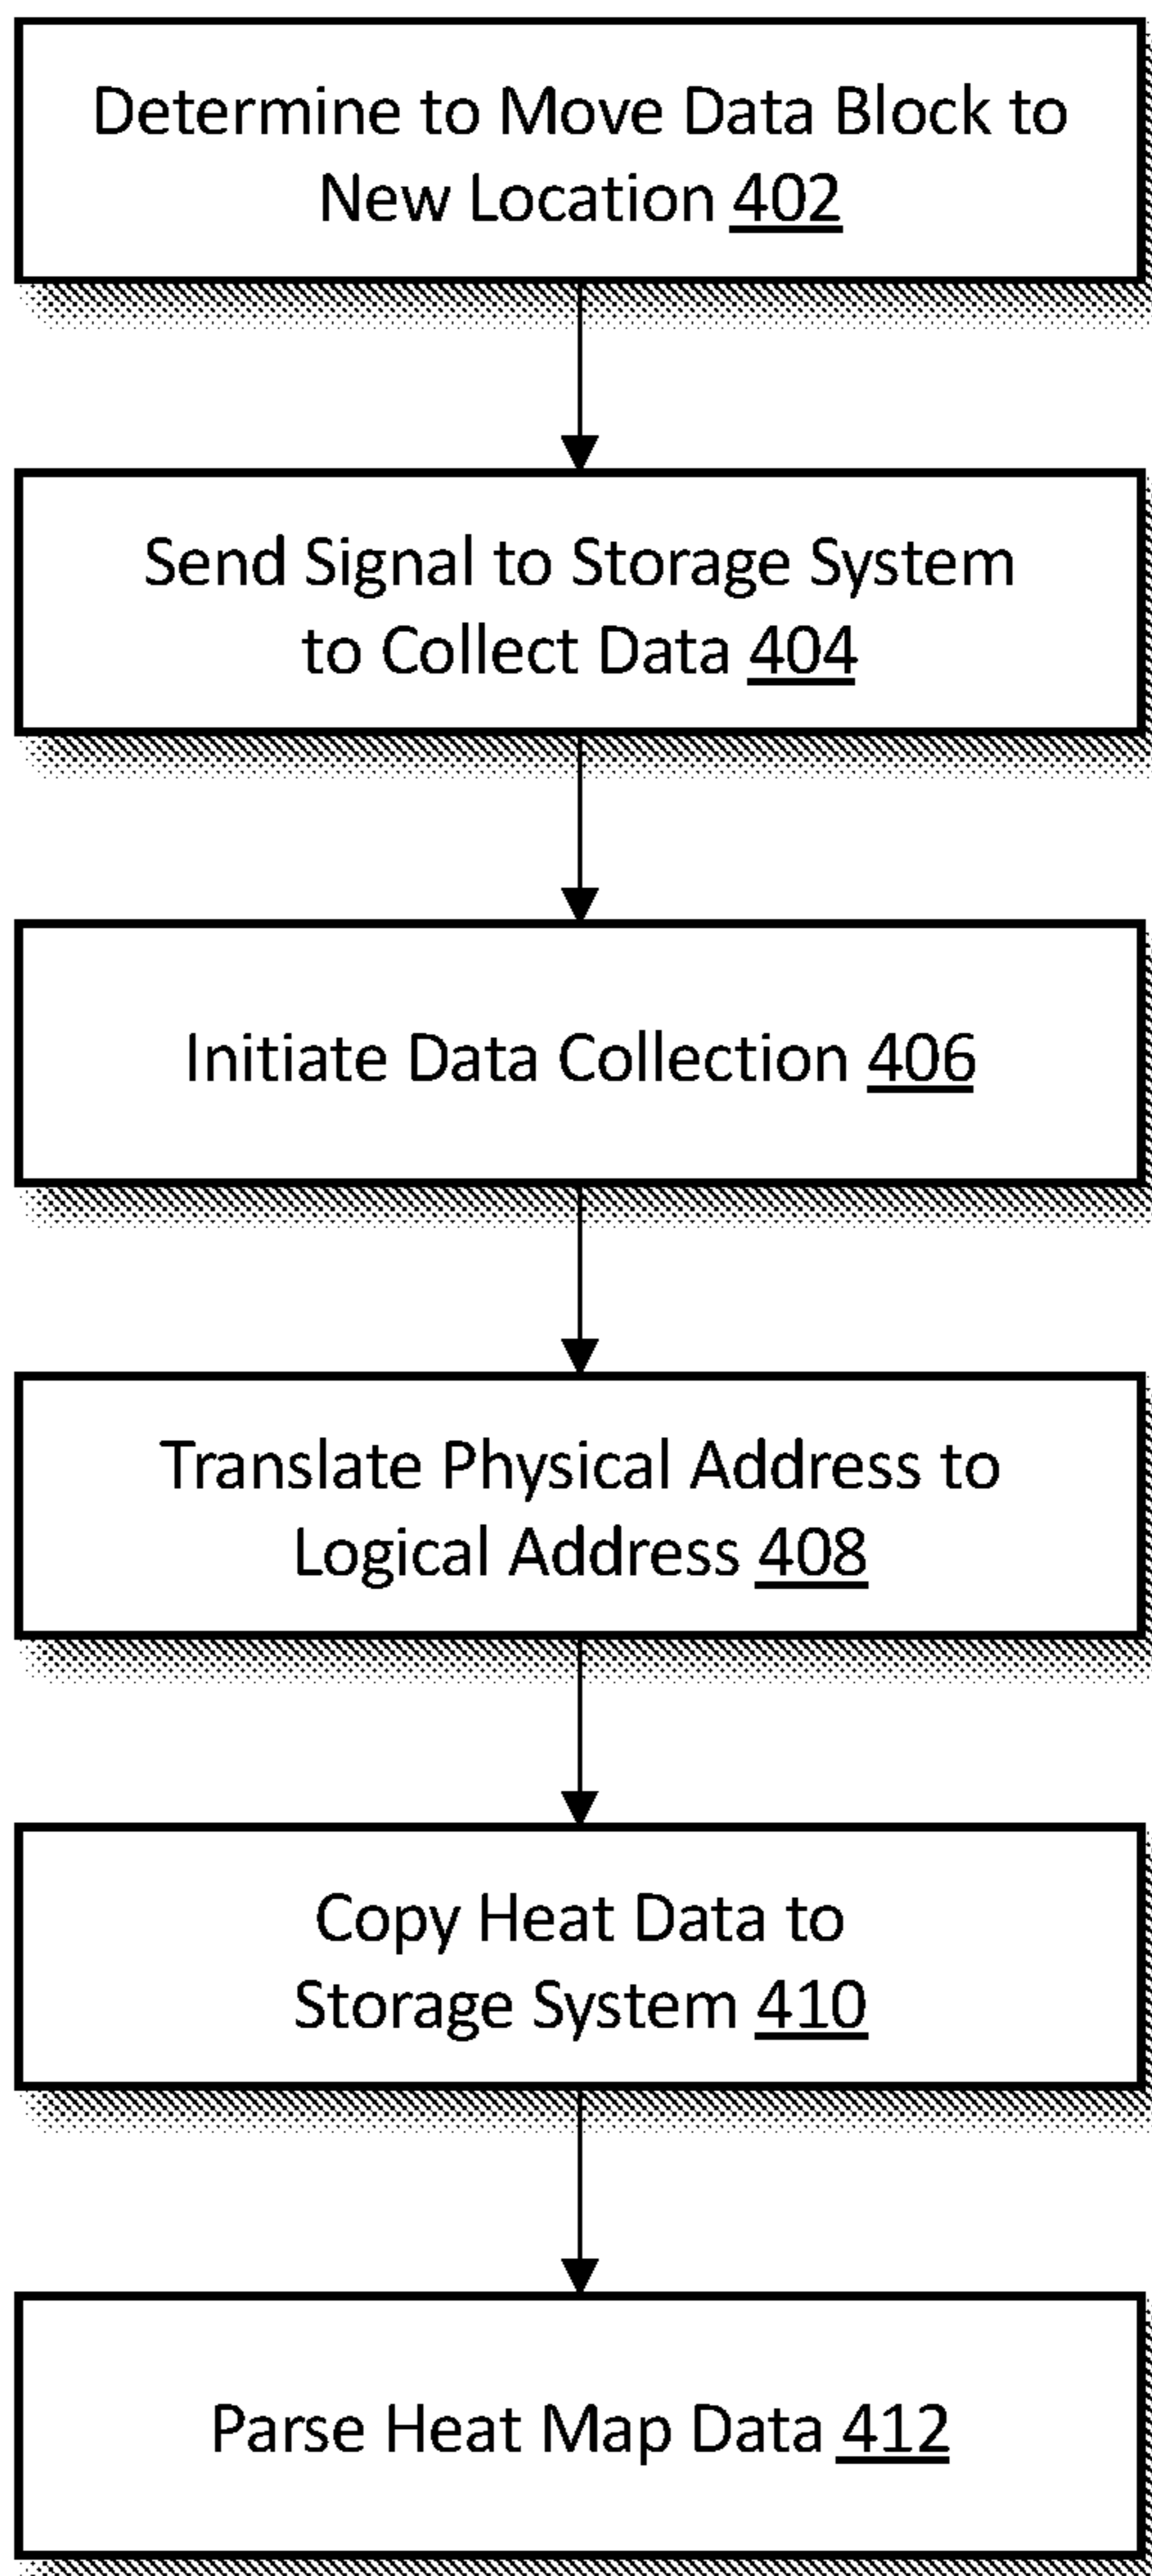 Determine to Move Data Block to
New Location 402
Send Signal to Storage System
to Collect Data 404
Initiate Data Collection 406
Translate Physical Address to
Logical Address 408
Copy Heat Data to
Storage System 410
Parse Heat Map Data 412